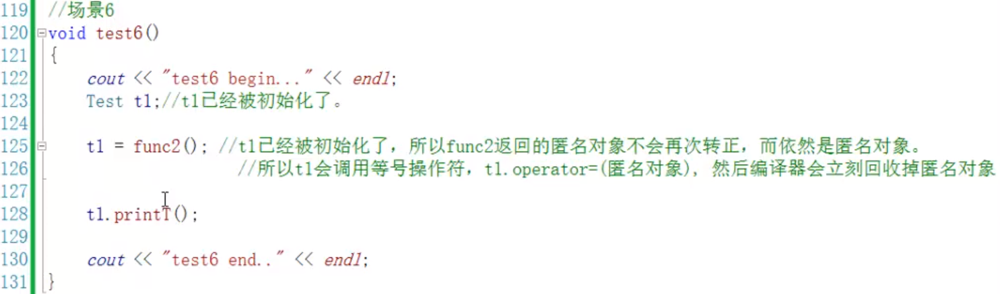 119 //场景6
120 void test6()
121 {
122 cout << "test6 begin..." << endl;
123 Test t1;//t1已经被初始化了。
124
125 t1 = func2(); //t1已经被初始化了，所以func2返回的匿名对象不会再次转正，而依然是匿名对象。
126 //所以t1会调用等号操作符，t1.operator=(匿名对象), 然后编译器会立刻回收掉匿名对象
127
128 t1.printT();
129
130 cout << "test6 end.." << endl;
131 }